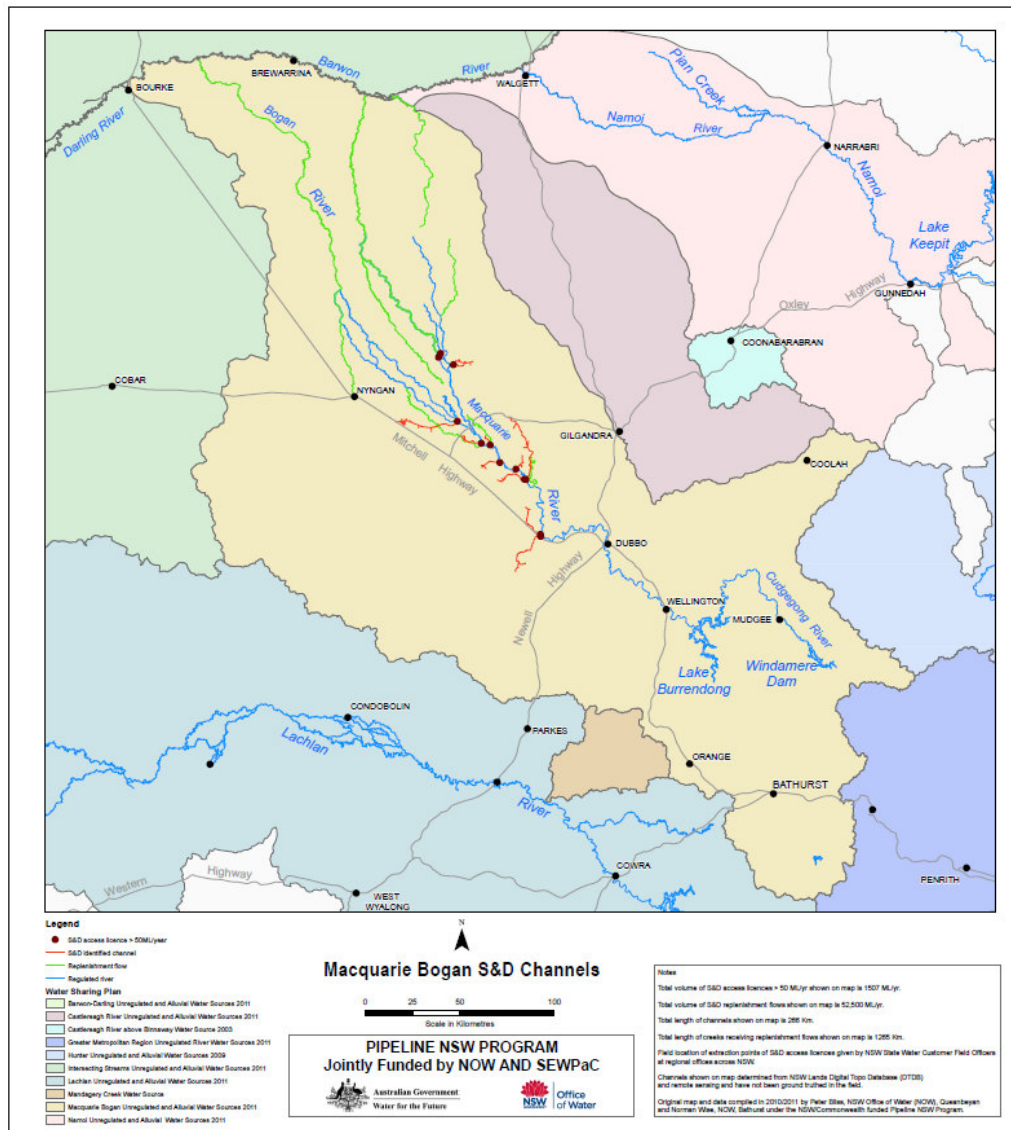 BREWARRINA
Barwon
River
WALGETT
Pian Creek
BOURKE
Darling River
Bogan
River
Namoi
River
NARRABRI
Namoi
Lake
Keepit
GUNNEDAH
Oxley
Highway
COONABARABRAN
COBAR
NYNGAN
Macquarie
GILGANDRA
COOLAH
Mitchell
Highway
River
DUBBO
Highway
Newell
WELLINGTON
MUDGEE
Cudgegong River
Lake
Burrendong
Windamere
Dam
CONDOBOLIN
PARKES
Lachlan
ORANGE
BATHURST
River
COWRA
PENRITH
Western
Highway
WEST
WYALONG
Legend
S&D access licence > 50ML/year
S&D identified channel
Replenishment flow
Regulated river
Water Sharing Plan
Barwon-Darling Unregulated and Alluvial Water Sources 2011
Castlereagh River Unregulated and Alluvial Water Sources 2011
Castlereagh River above Binnaway Water Source 2003
Greater Metropolitan Region Unregulated River Water Sources 2011
Hunter Unregulated and Alluvial Water Sources 2009
Intersecting Streams Unregulated and Alluvial Water Sources 2011
Lachlan Unregulated and Alluvial Water Sources 2011
Mandagery Creek Water Source
Macquarie Bogan Unregulated and Alluvial Water Sources 2011
Namoi Unregulated and Alluvial Water Sources 2011
N
Macquarie Bogan S&D Channels
0 25 50 100
Scale in Kilometres
PIPELINE NSW PROGRAM
Jointly Funded by NOW AND SEWPaC
Australian Government
Water for the Future
NSW
Office
of Water
Notes
Total volume of S&D access licences > 50 ML/yr shown on map is 1507 ML/yr.
Total volume of S&D replenishment flows shown on map is 52,500 ML/yr.
Total length of channels shown on map is 266 Km.
Total length of creeks receiving replenishment flows shown on map is 1265 Km.
Field location of extraction points of S&D access licences given by NSW State Water Customer Field Officers
at regional offices across NSW.
Channels shown on map determined from NSW Lands Digital Topo Database (DTDB)
and remote sensing and have not been ground truthed in the field.
Original map and data compiled in 2010/2011 by Peter Bliss, NSW Office of Water (NOW), Queanbeyan
and Norman Wise, NOW, Bathurst under the NSW/Commonwealth funded Pipeline NSW Program.